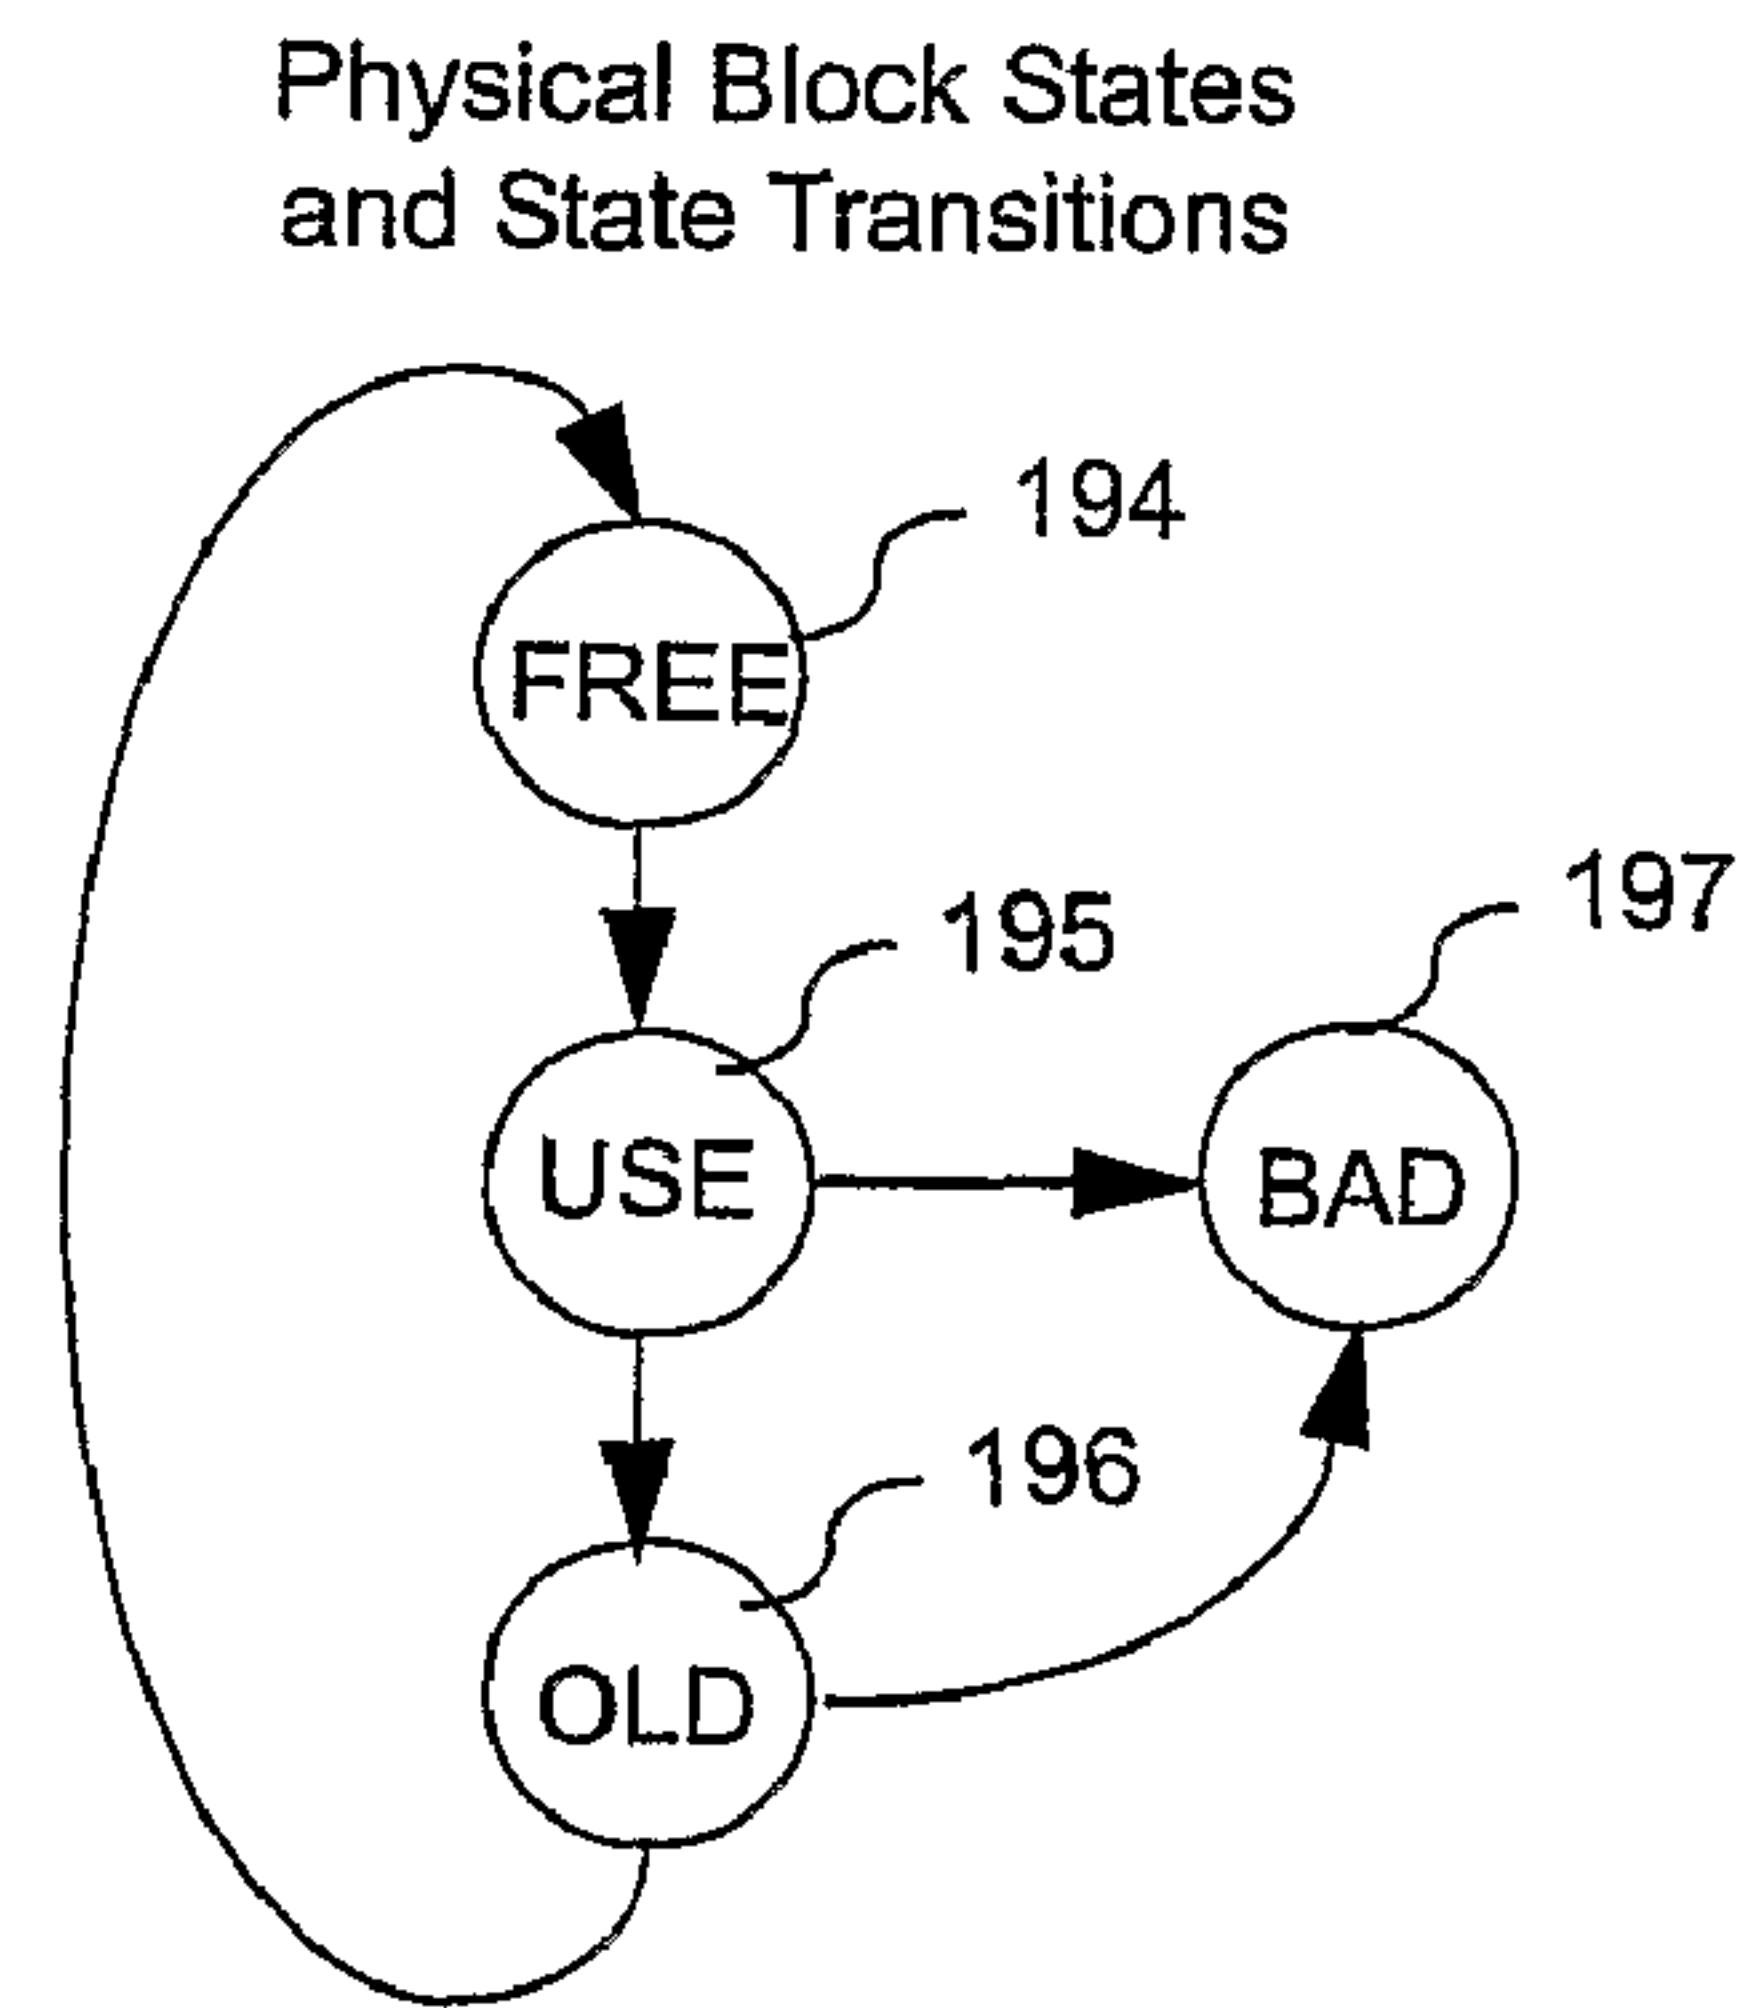 Physical Block States
and State Transitions
194
FREE
195
197
USE
BAD
196
OLD